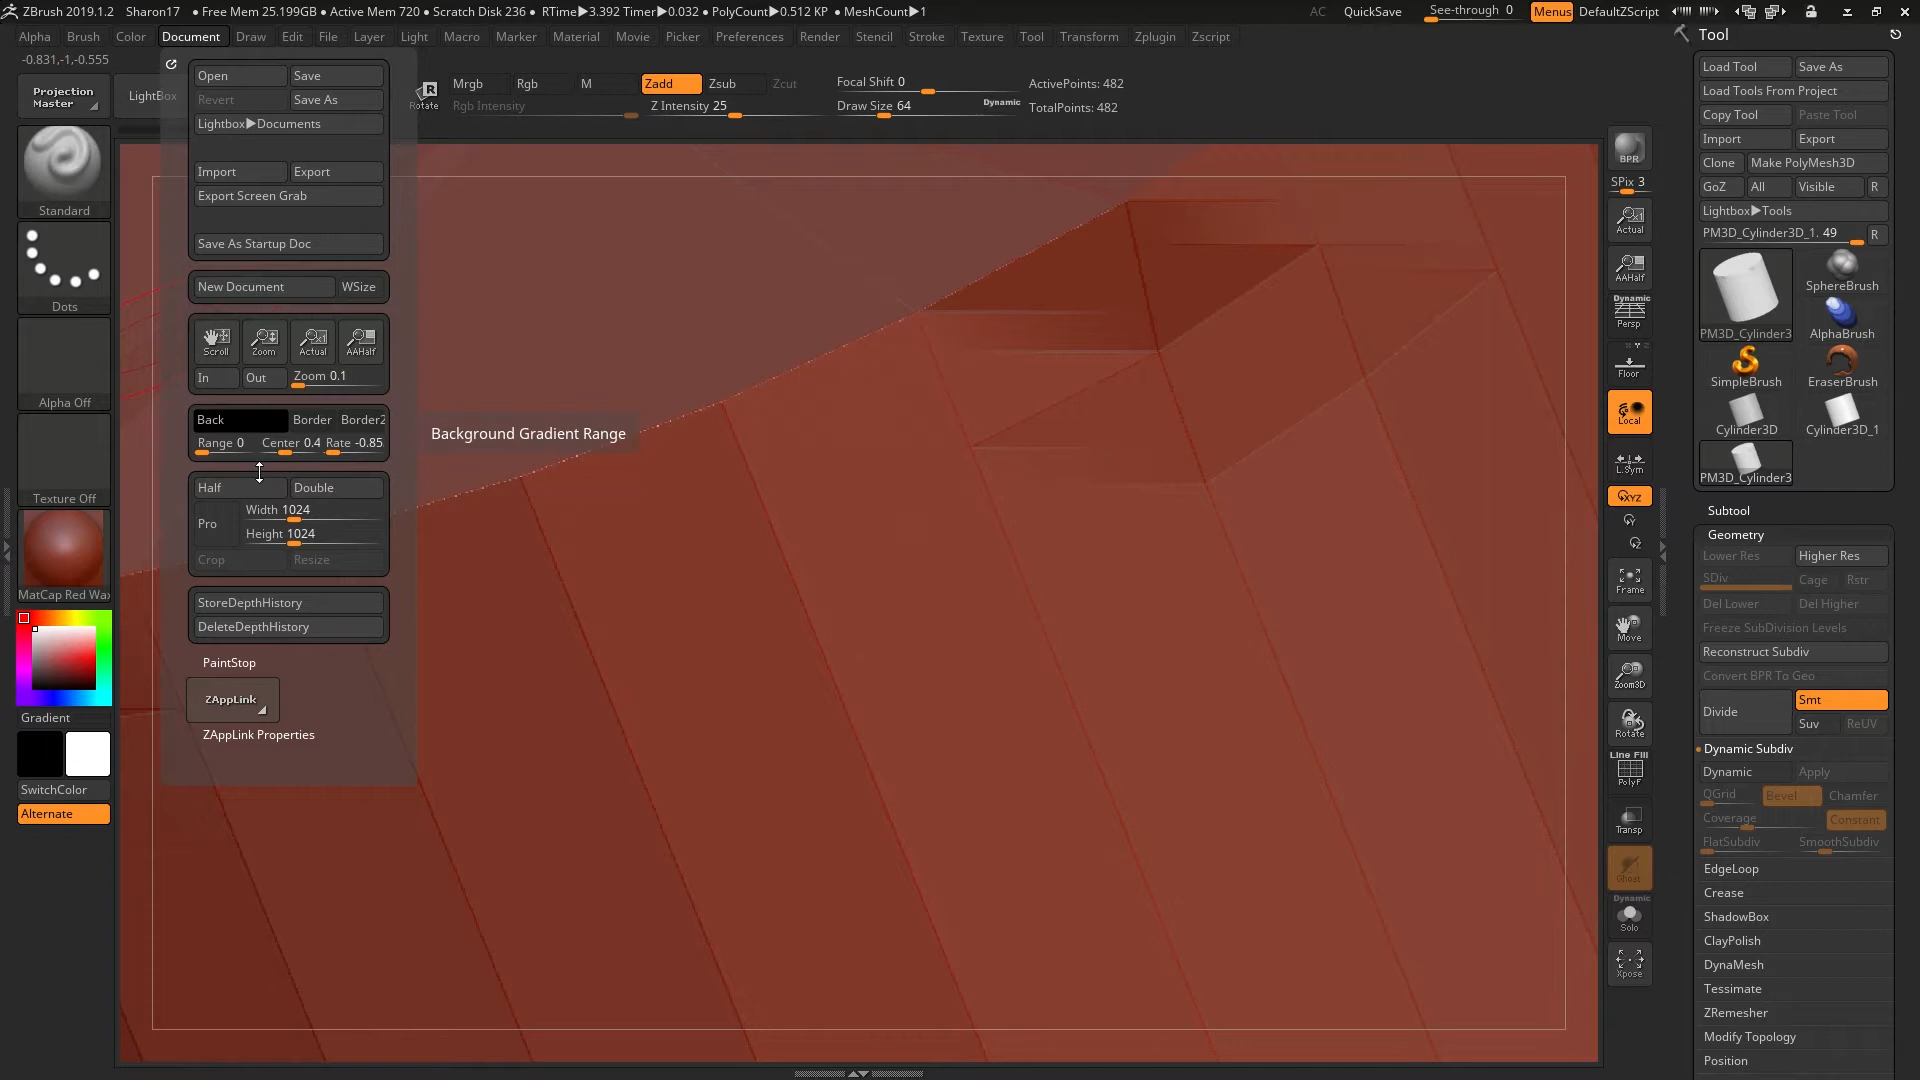 ZBrush 2019.1.2 Sharon17 ● Free Mem 25.199GB ● Active Mem 720 ● Scratch Disk 236 ● RTime▶3.392 Timer▶0.032 ● PolyCount▶0.512 KP ● MeshCount▶1 AC QuickSave See-through 0 Menus DefaultZScript
Alpha Brush Color Document Draw Edit File Layer Light Macro Marker Material Movie Picker Preferences Render Stencil Stroke Texture Tool Transform Zplugin Zscript
-0.831,-1,-0.555
Projection Master
LightBox
Rotate
Mrgb Rgb M Zadd Zsub Zcut
Rgb Intensity Z Intensity 25
Focal Shift 0
Draw Size 64 Dynamic
ActivePoints: 482
TotalPoints: 482
Standard
Dots
Alpha Off
Texture Off
MatCap Red Wax
Gradient
SwitchColor
Alternate
Open Save
Revert Save As
Lightbox▶Documents
Import Export
Export Screen Grab
Save As Startup Doc
New Document WSize
Scroll Zoom Actual AAHalf
In Out Zoom 0.1
Back Border Border2
Range 0 Center 0.4 Rate -0.85
Half Double
Pro
Width 1024
Height 1024
Crop Resize
StoreDepthHistory
DeleteDepthHistory
PaintStop
ZAppLink
ZAppLink Properties
Background Gradient Range
BPR
SPix 3
Actual
AAHalf
Dynamic
Persp
Floor
Local
L.Sym
XYZ
Y
Z
Frame
Move
Zoom3D
Rotate
Line Fill
PolyF
Transp
Ghost
Dynamic
Solo
Xpose
Tool
Load Tool Save As
Load Tools From Project
Copy Tool Paste Tool
Import Export
Clone Make PolyMesh3D
GoZ All Visible R
Lightbox▶Tools
PM3D_Cylinder3D_1. 49 R
PM3D_Cylinder3
SphereBrush
AlphaBrush
SimpleBrush EraserBrush
Cylinder3D Cylinder3D_1
PM3D_Cylinder3
Subtool
Geometry
Lower Res Higher Res
SDiv Cage Rstr
Del Lower Del Higher
Freeze SubDivision Levels
Reconstruct Subdiv
Convert BPR To Geo
Divide Smt
Suv ReUV
Dynamic Subdiv
Dynamic Apply
QGrid Bevel Chamfer
Coverage Constant
FlatSubdiv SmoothSubdiv
EdgeLoop
Crease
ShadowBox
ClayPolish
DynaMesh
Tessimate
ZRemesher
Modify Topology
Position